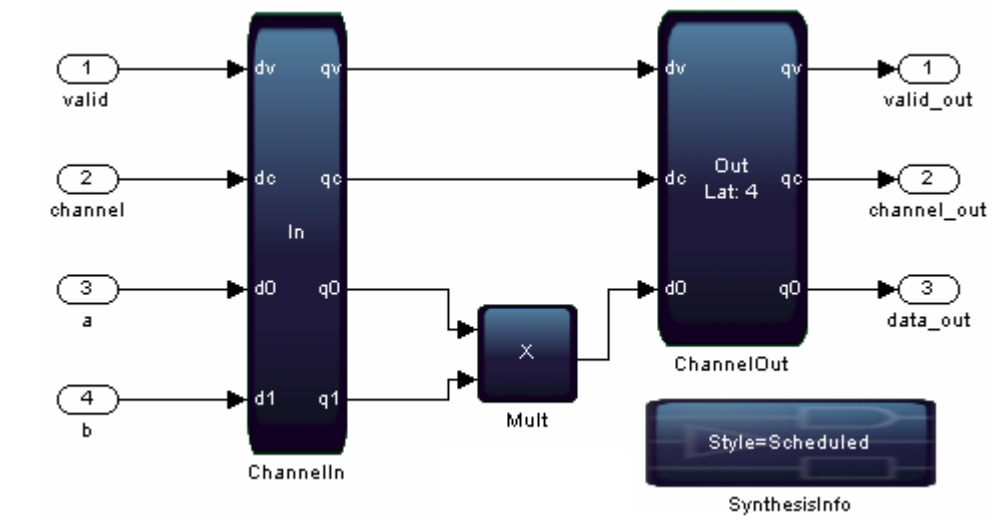 1
valid
2
channel
3
a
4
b
dv
qv
dc
qc
In
d0
q0
d1
q1
ChannelIn
X
Mult
dv
qv
Out
Lat: 4
dc
qc
d0
q0
ChannelOut
1
valid_out
2
channel_out
3
data_out
Style=Scheduled
SynthesisInfo